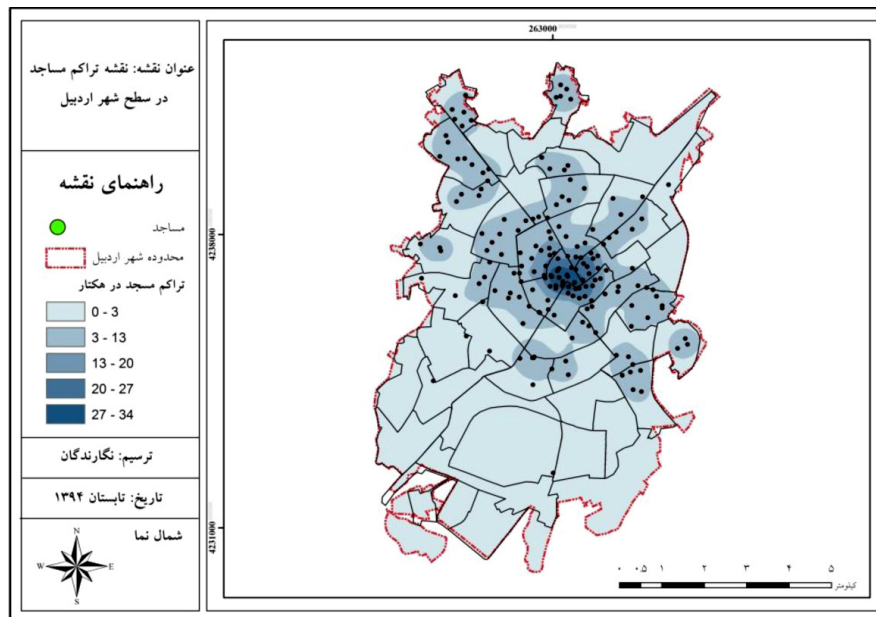 عنوان نقشه: نقشه تراکم مساجد
در سطح شهر اردبیل
راهنمای نقشه
مساجد
محدوده شهر اردبیل
تراکم مسجد در هکتار
0 - 3
3 - 13
13 - 20
20 - 27
27 - 34
ترسیم: نگارندگان
تاریخ: تابستان ۱۳۹۴
شمال نما
N
W E
S
263000
4238000
4231000
۰ ۰.۵ ۱ ۲ ۳ ۴ ۵
کیلومتر